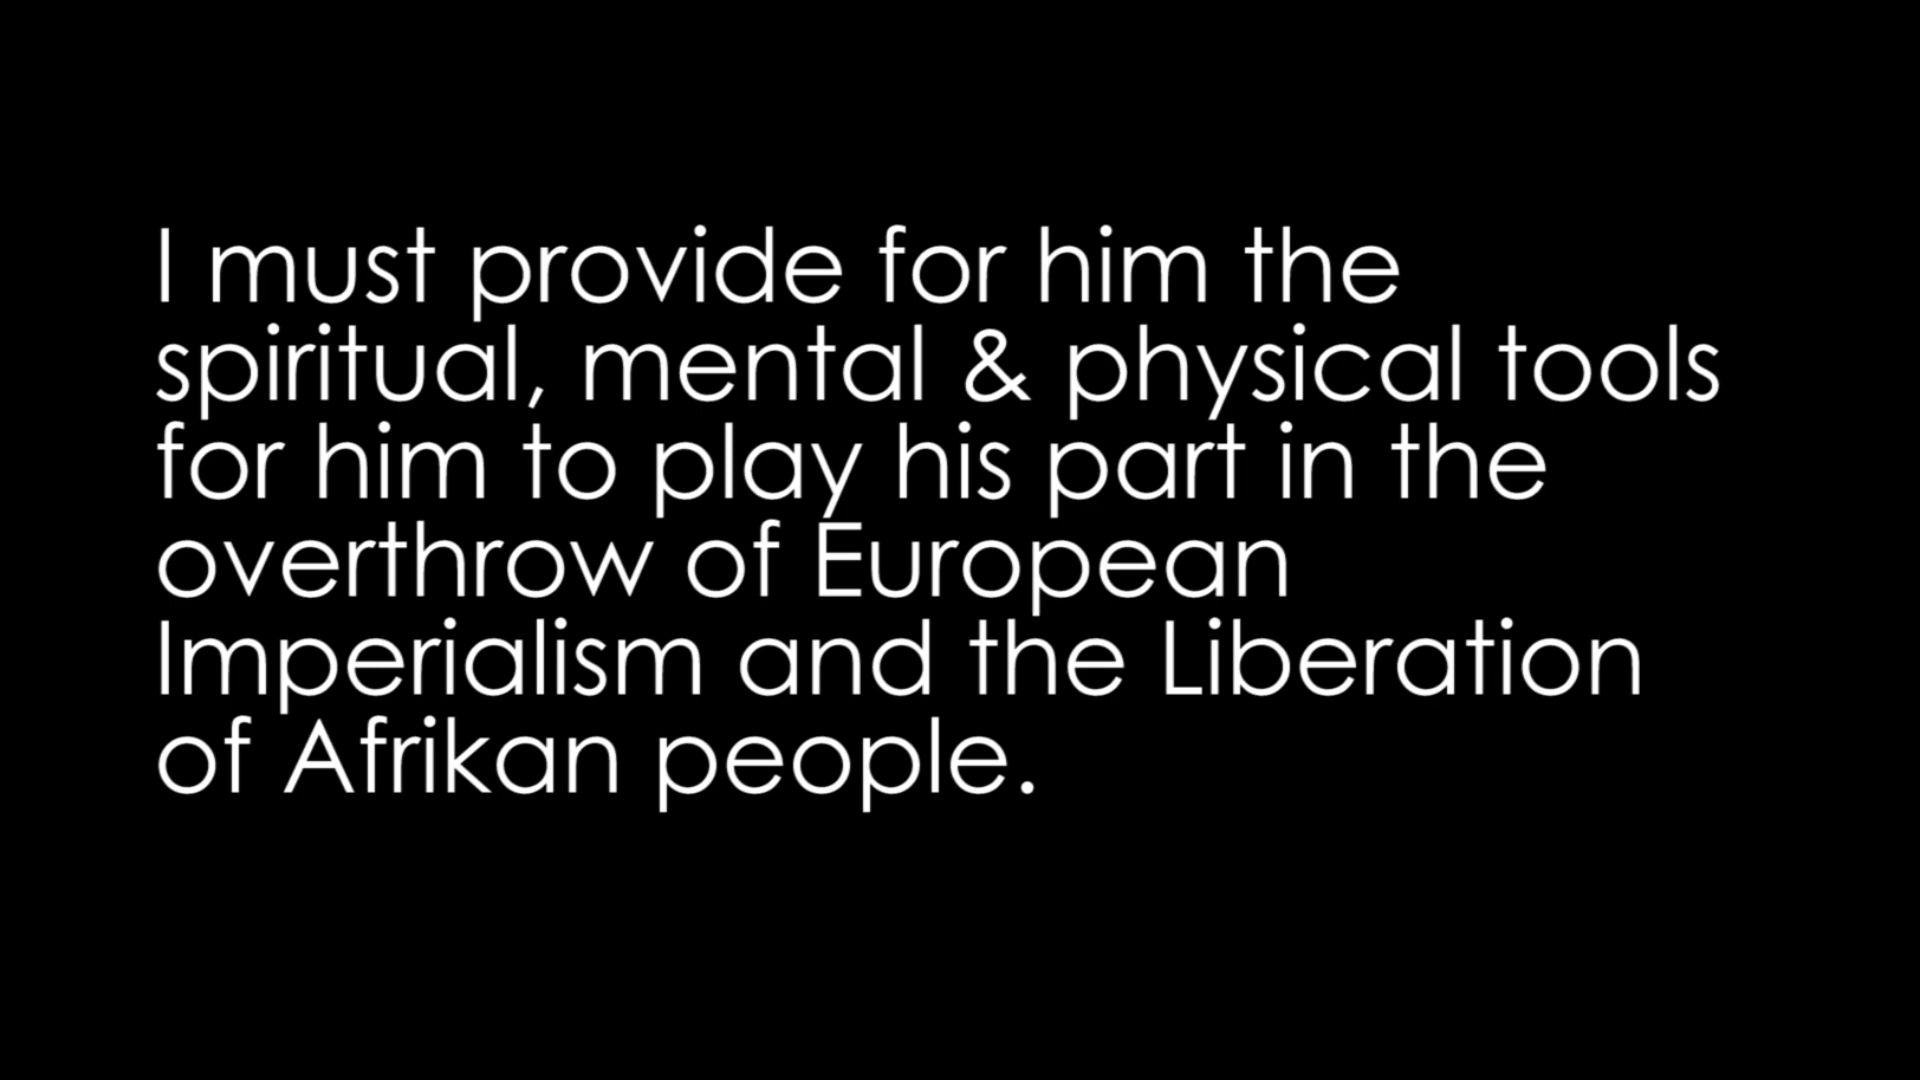 I must provide for him the
spiritual, mental & physical tools
for him to play his part in the
overthrow of European
Imperialism and the Liberation
of Afrikan people.